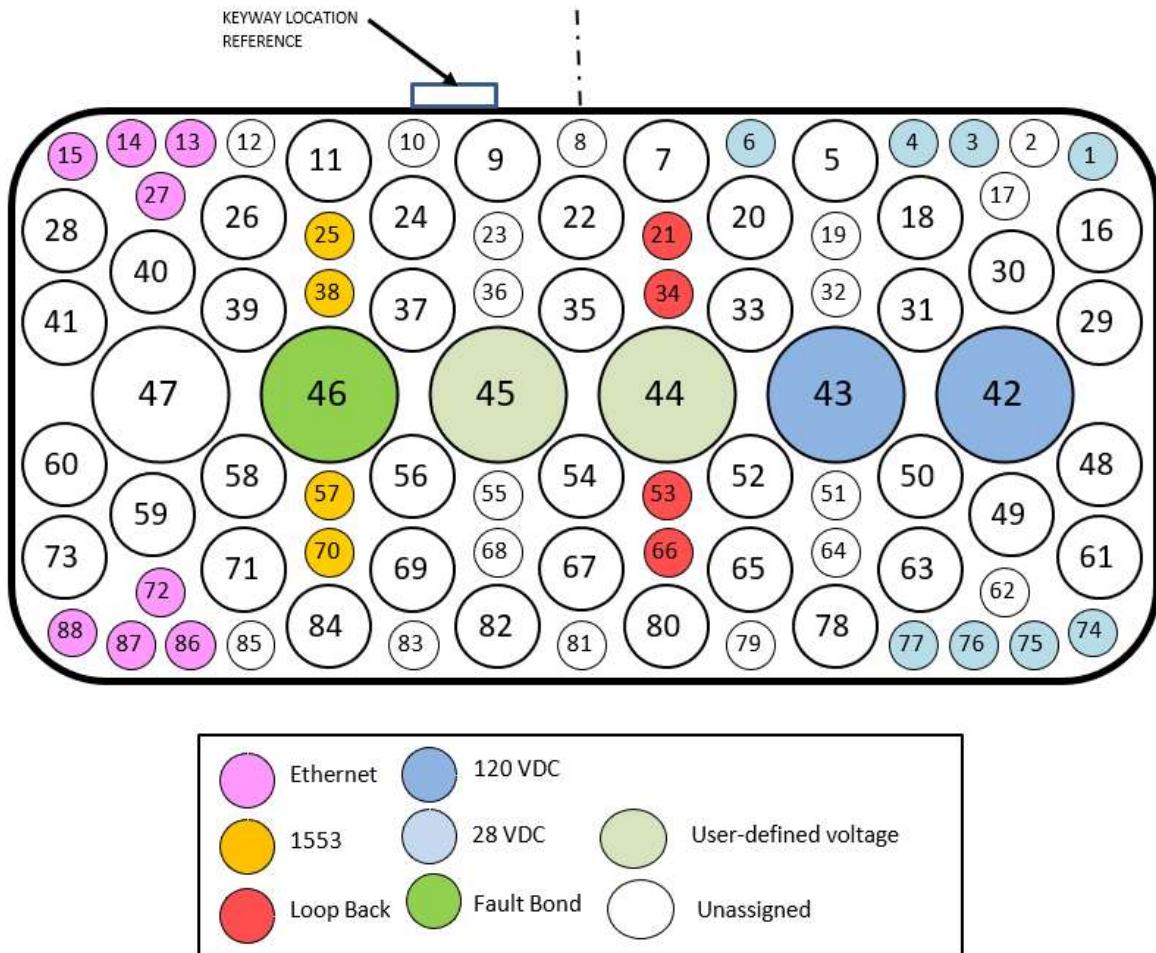 KEYWAY LOCATION
REFERENCE
15 14 13 12 11 10 9 8 7 6 5 4 3 2 1
27 17
28 26 24 22 20 18 16
25 23 21 19
40 30
38 36 34 32
41 39 37 35 33 31 29
47 46 45 44 43 42
60 58 56 54 52 50 48
57 55 53 51
59 49
70 68 66 64
73 71 69 67 65 63 61
72 62
88 87 86 85 84 83 82 81 80 79 78 77 76 75 74
Ethernet 120 VDC
1553 28 VDC User-defined voltage
Loop Back Fault Bond Unassigned